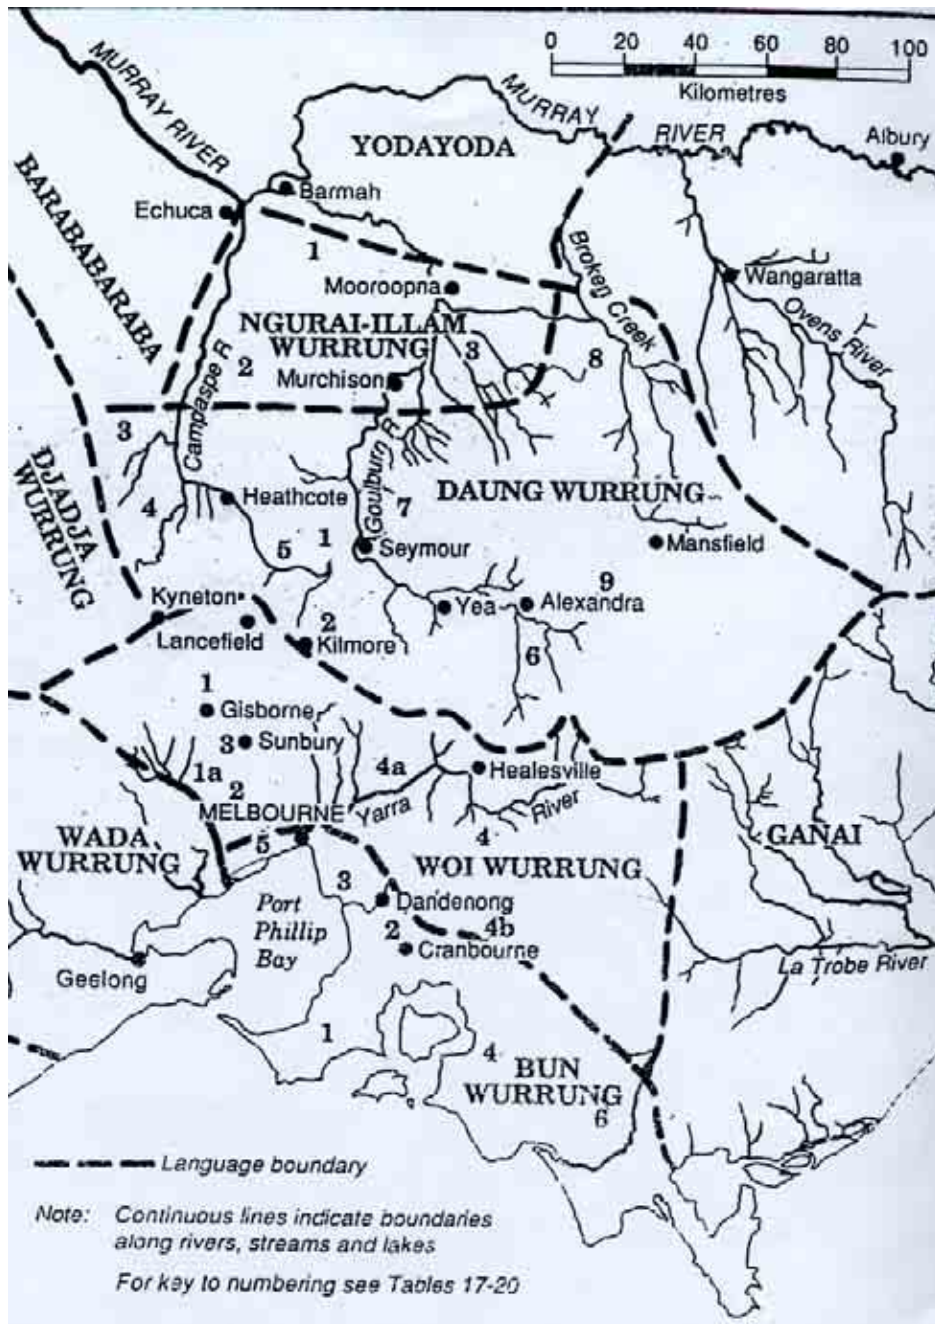 0 20 40 60 80 100
Kilometres
MURRAY RIVER
MURRAY
RIVER
Albury
YODAYODA
BARABABARABA
Barmah
Echuca
1
Broken Creek
Wangaratta
Mooroopna
Ovens River
NGURAI-ILLAM
WURRUNG
2
3
8
Murchison
Campaspe R
3
Goulburn R
DJADJA
WURRUNG
4
Heathcote
7
DAUNG WURRUNG
5
1
Seymour
Mansfield
Kyneton
Yea
9
Alexandra
Lancefield
2
Kilmore
6
1
Gisborne
3
Sunbury
1a
4a
Healesville
2
MELBOURNE
Yarra
River
WADA
WURRUNG
5
4
WOI WURRUNG
GANAI
3
Port
Phillip
Bay
Dandenong
2
4b
Cranbourne
Geelong
La Trobe River
1
4
BUN
WURRUNG
6
Language boundary
Note: Continuous lines indicate boundaries
along rivers, streams and lakes
For key to numbering see Tables 17-20